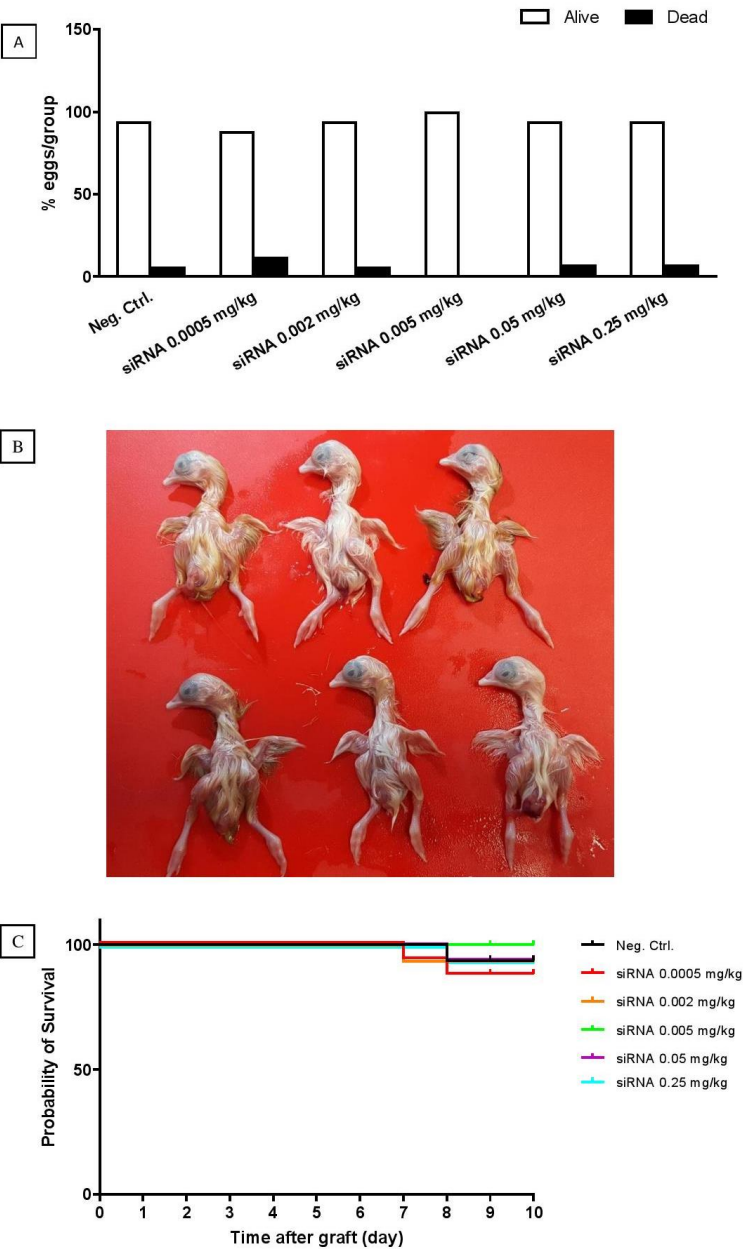 Alive Dead
A
150
100
50
0
% eggs/group
Neg. Ctrl.
siRNA 0.0005 mg/kg
siRNA 0.002 mg/kg
siRNA 0.005 mg/kg
siRNA 0.05 mg/kg
siRNA 0.25 mg/kg
B
C
100
50
0
Probability of Survival
0 1 2 3 4 5 6 7 8 9 10
Time after graft (day)
Neg. Ctrl.
siRNA 0.0005 mg/kg
siRNA 0.002 mg/kg
siRNA 0.005 mg/kg
siRNA 0.05 mg/kg
siRNA 0.25 mg/kg